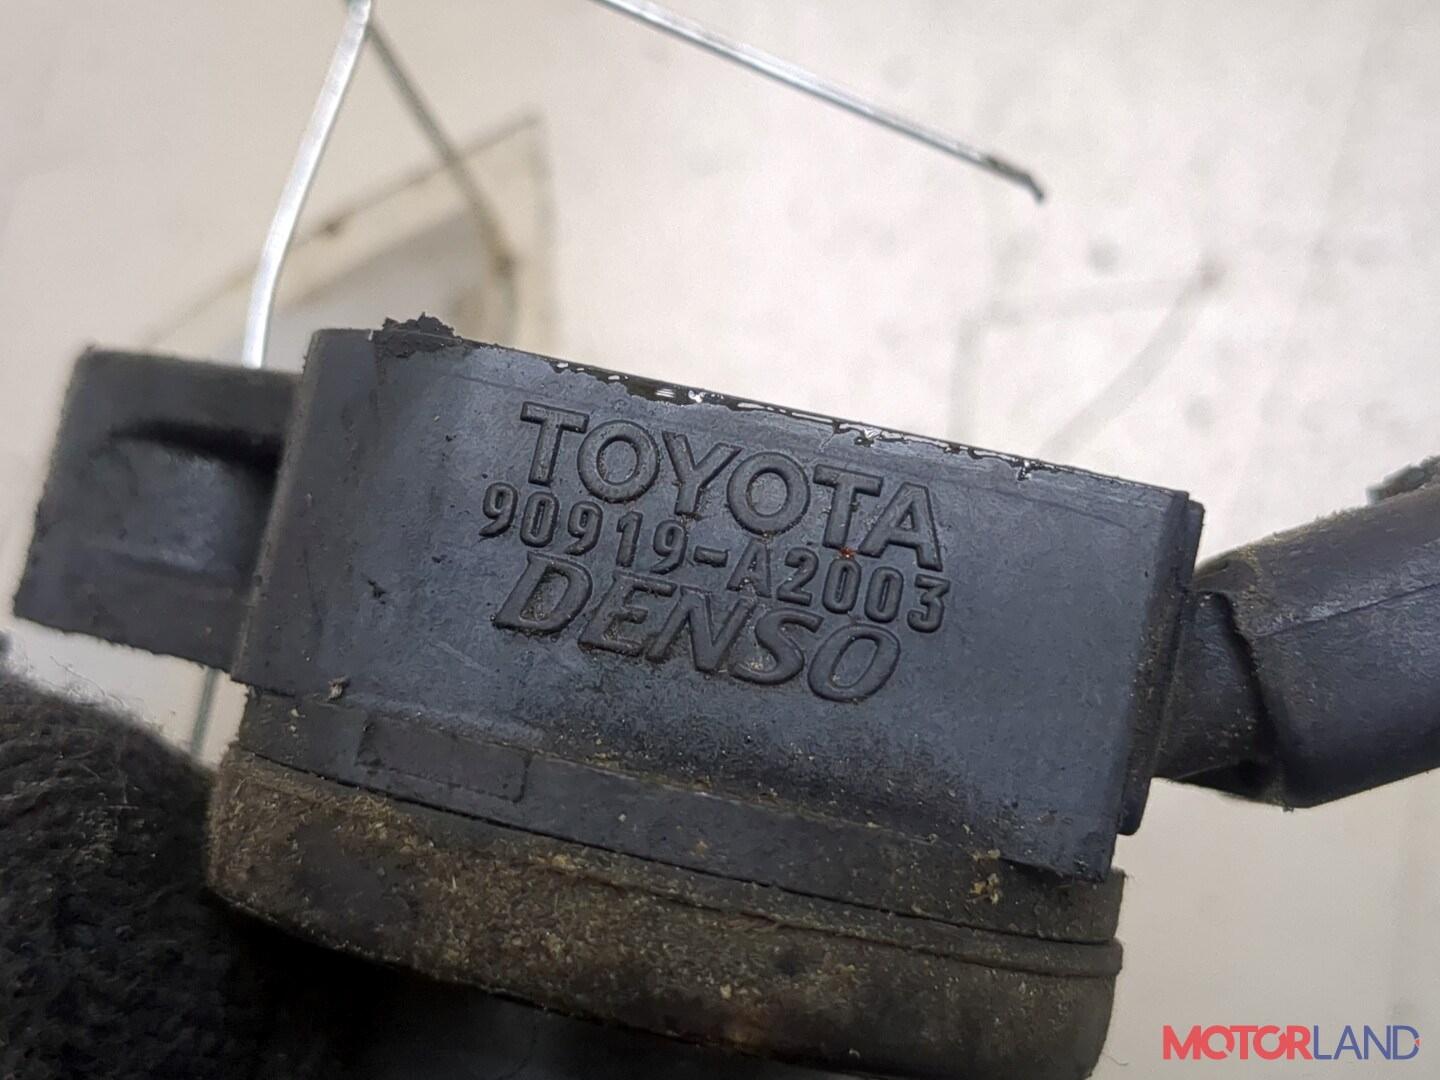 TOYOTA
90919-A2003
DENSO
MOTORLAND